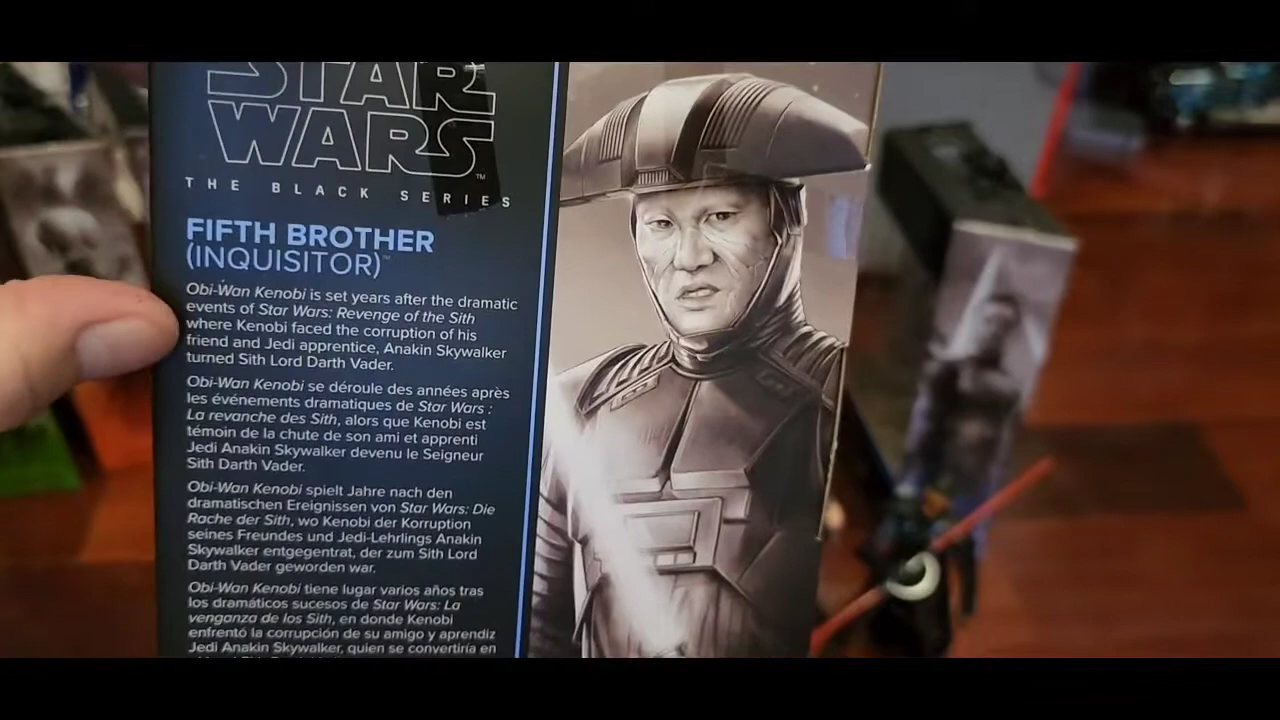 STAR
WARS™
THE BLACK SERIES
FIFTH BROTHER
(INQUISITOR)™
Obi-Wan Kenobi is set years after the dramatic
events of Star Wars: Revenge of the Sith
where Kenobi faced the corruption of his
friend and Jedi apprentice, Anakin Skywalker
turned Sith Lord Darth Vader.
Obi-Wan Kenobi se déroule des années après
les événements dramatiques de Star Wars :
La revanche des Sith, alors que Kenobi est
témoin de la chute de son ami et apprenti
Jedi Anakin Skywalker devenu le Seigneur
Sith Darth Vader.
Obi-Wan Kenobi spielt Jahre nach den
dramatischen Ereignissen von Star Wars: Die
Rache der Sith, wo Kenobi der Korruption
seines Freundes und Jedi-Lehrlings Anakin
Skywalker entgegentrat, der zum Sith Lord
Darth Vader geworden war.
Obi-Wan Kenobi tiene lugar varios años tras
los dramáticos sucesos de Star Wars: La
venganza de los Sith, en donde Kenobi
enfrentó la corrupción de su amigo y aprendiz
Jedi Anakin Skywalker, quien se convertiría en